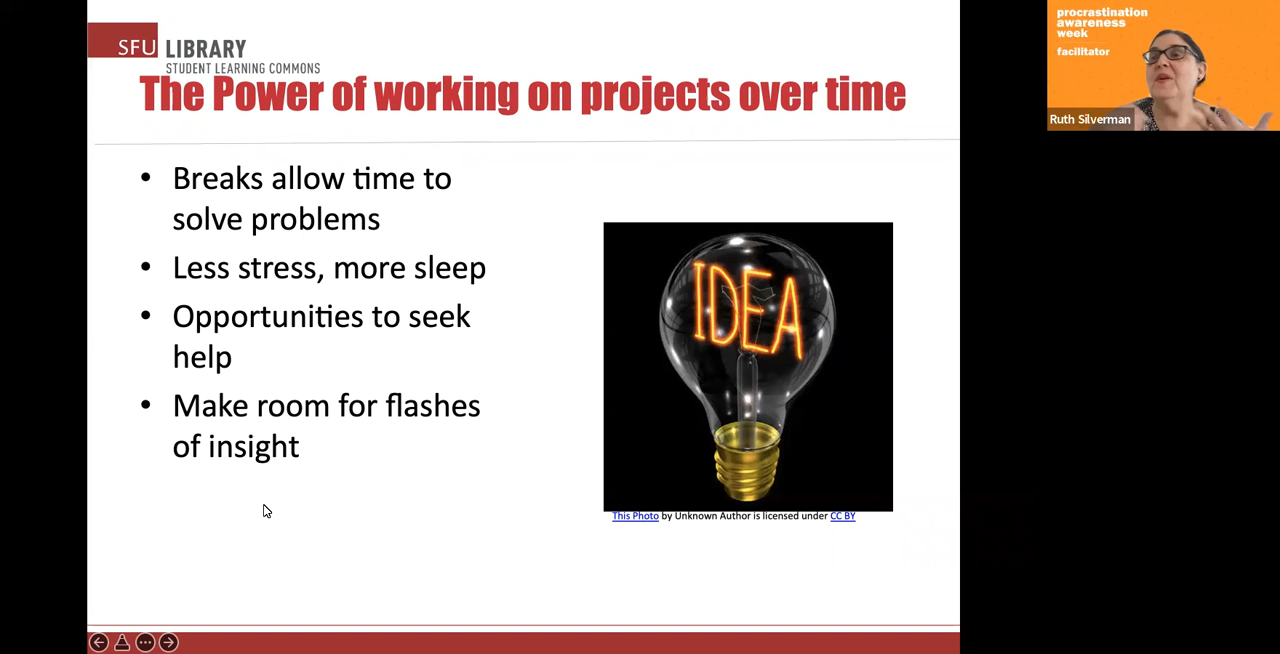 SFU LIBRARY
STUDENT LEARNING COMMONS
The Power of working on projects over time
• Breaks allow time to
solve problems
• Less stress, more sleep
• Opportunities to seek
help
• Make room for flashes
of insight
IDEA
This Photo by Unknown Author is licensed under CC BY
procrastination
awareness
week
facilitator
Ruth Silverman